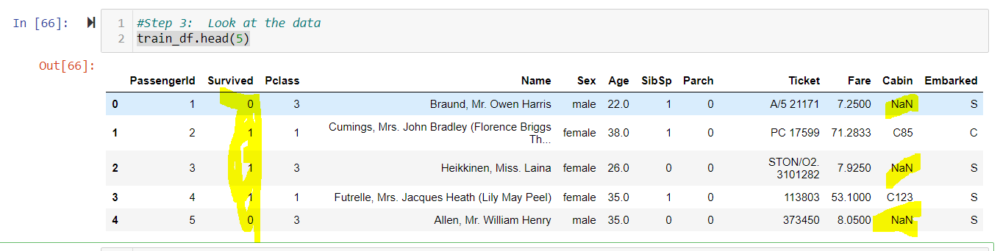 In [66]:
1 #Step 3:  Look at the data
2 train_df.head(5)
Out[66]:
PassengerId Survived Pclass Name Sex Age SibSp Parch Ticket Fare Cabin Embarked
0 1 0 3 Braund, Mr. Owen Harris male 22.0 1 0 A/5 21171 7.2500 NaN S
1 2 1 1 Cumings, Mrs. John Bradley (Florence Briggs Th... female 38.0 1 0 PC 17599 71.2833 C85 C
2 3 1 3 Heikkinen, Miss. Laina female 26.0 0 0 STON/O2. 3101282 7.9250 NaN S
3 4 1 1 Futrelle, Mrs. Jacques Heath (Lily May Peel) female 35.0 1 0 113803 53.1000 C123 S
4 5 0 3 Allen, Mr. William Henry male 35.0 0 0 373450 8.0500 NaN S